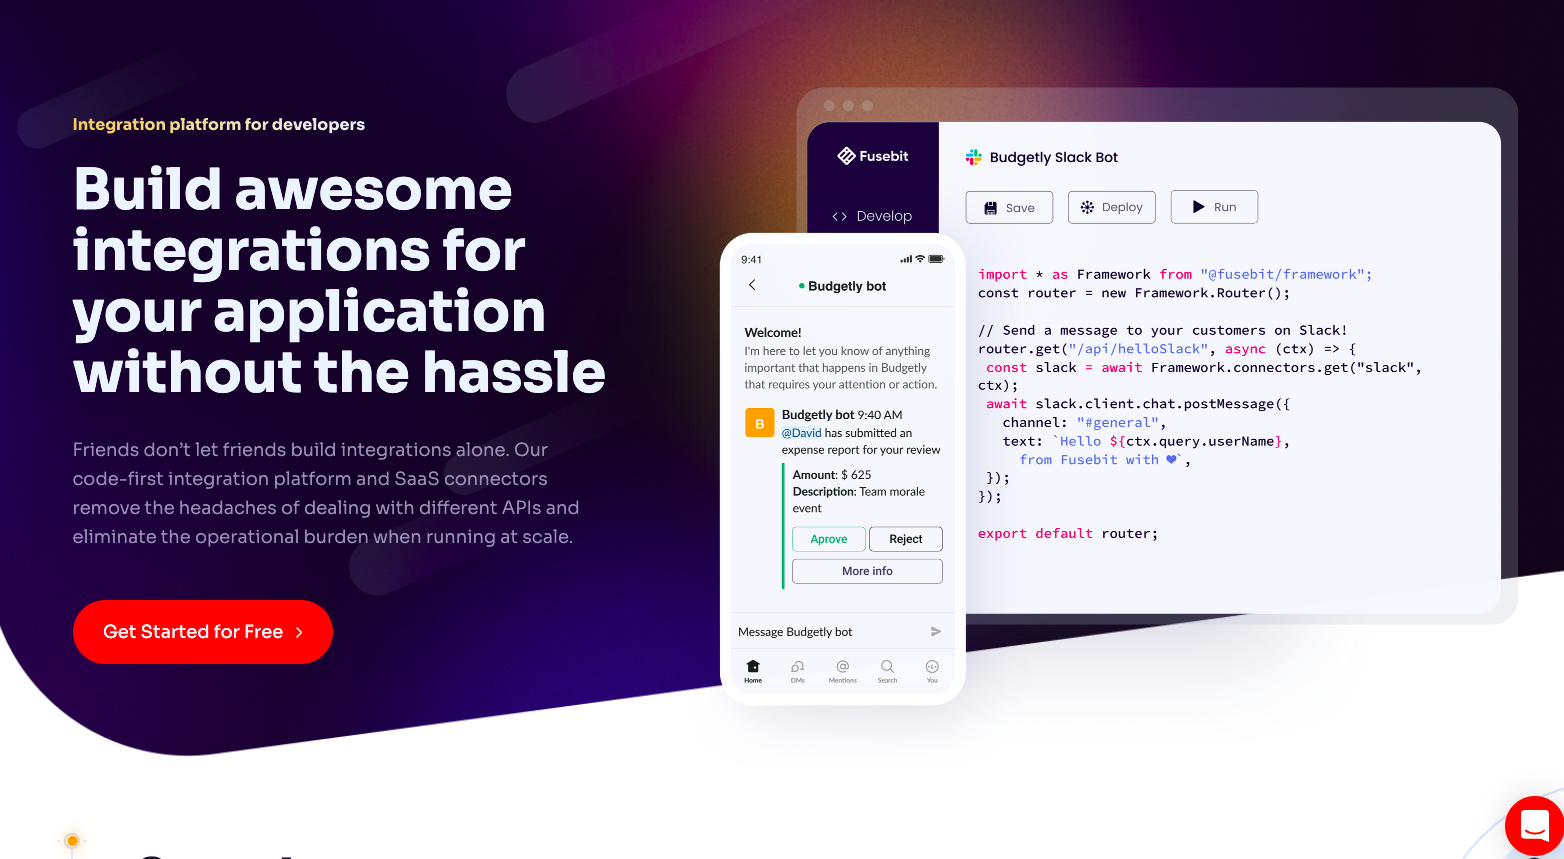 Integration platform for developers
Build awesome
integrations for
your application
without the hassle
Friends don’t let friends build integrations alone. Our
code-first integration platform and SaaS connectors
remove the headaches of dealing with different APIs and
eliminate the operational burden when running at scale.
Get Started for Free
Fusebit
Develop
Budgetly Slack Bot
Save
Deploy
Run
import * as Framework from "@fusebit/framework";
const router = new Framework.Router();
// Send a message to your customers on Slack!
router.get("/api/helloSlack", async (ctx) => {
const slack = await Framework.connectors.get("slack",
ctx);
await slack.client.chat.postMessage({
channel: "#general",
text: `Hello ${ctx.query.userName},
from Fusebit with ❤`,
});
});
export default router;
9:41
Budgetly bot
Welcome!
I'm here to let you know of anything
important that happens in Budgetly
that requires your attention or action.
B
Budgetly bot 9:40 AM
@David has submitted an
expense report for your review
Amount: $ 625
Description: Team morale
event
Aprove
Reject
More info
Message Budgetly bot
Home
DMs
Mentions
Search
You